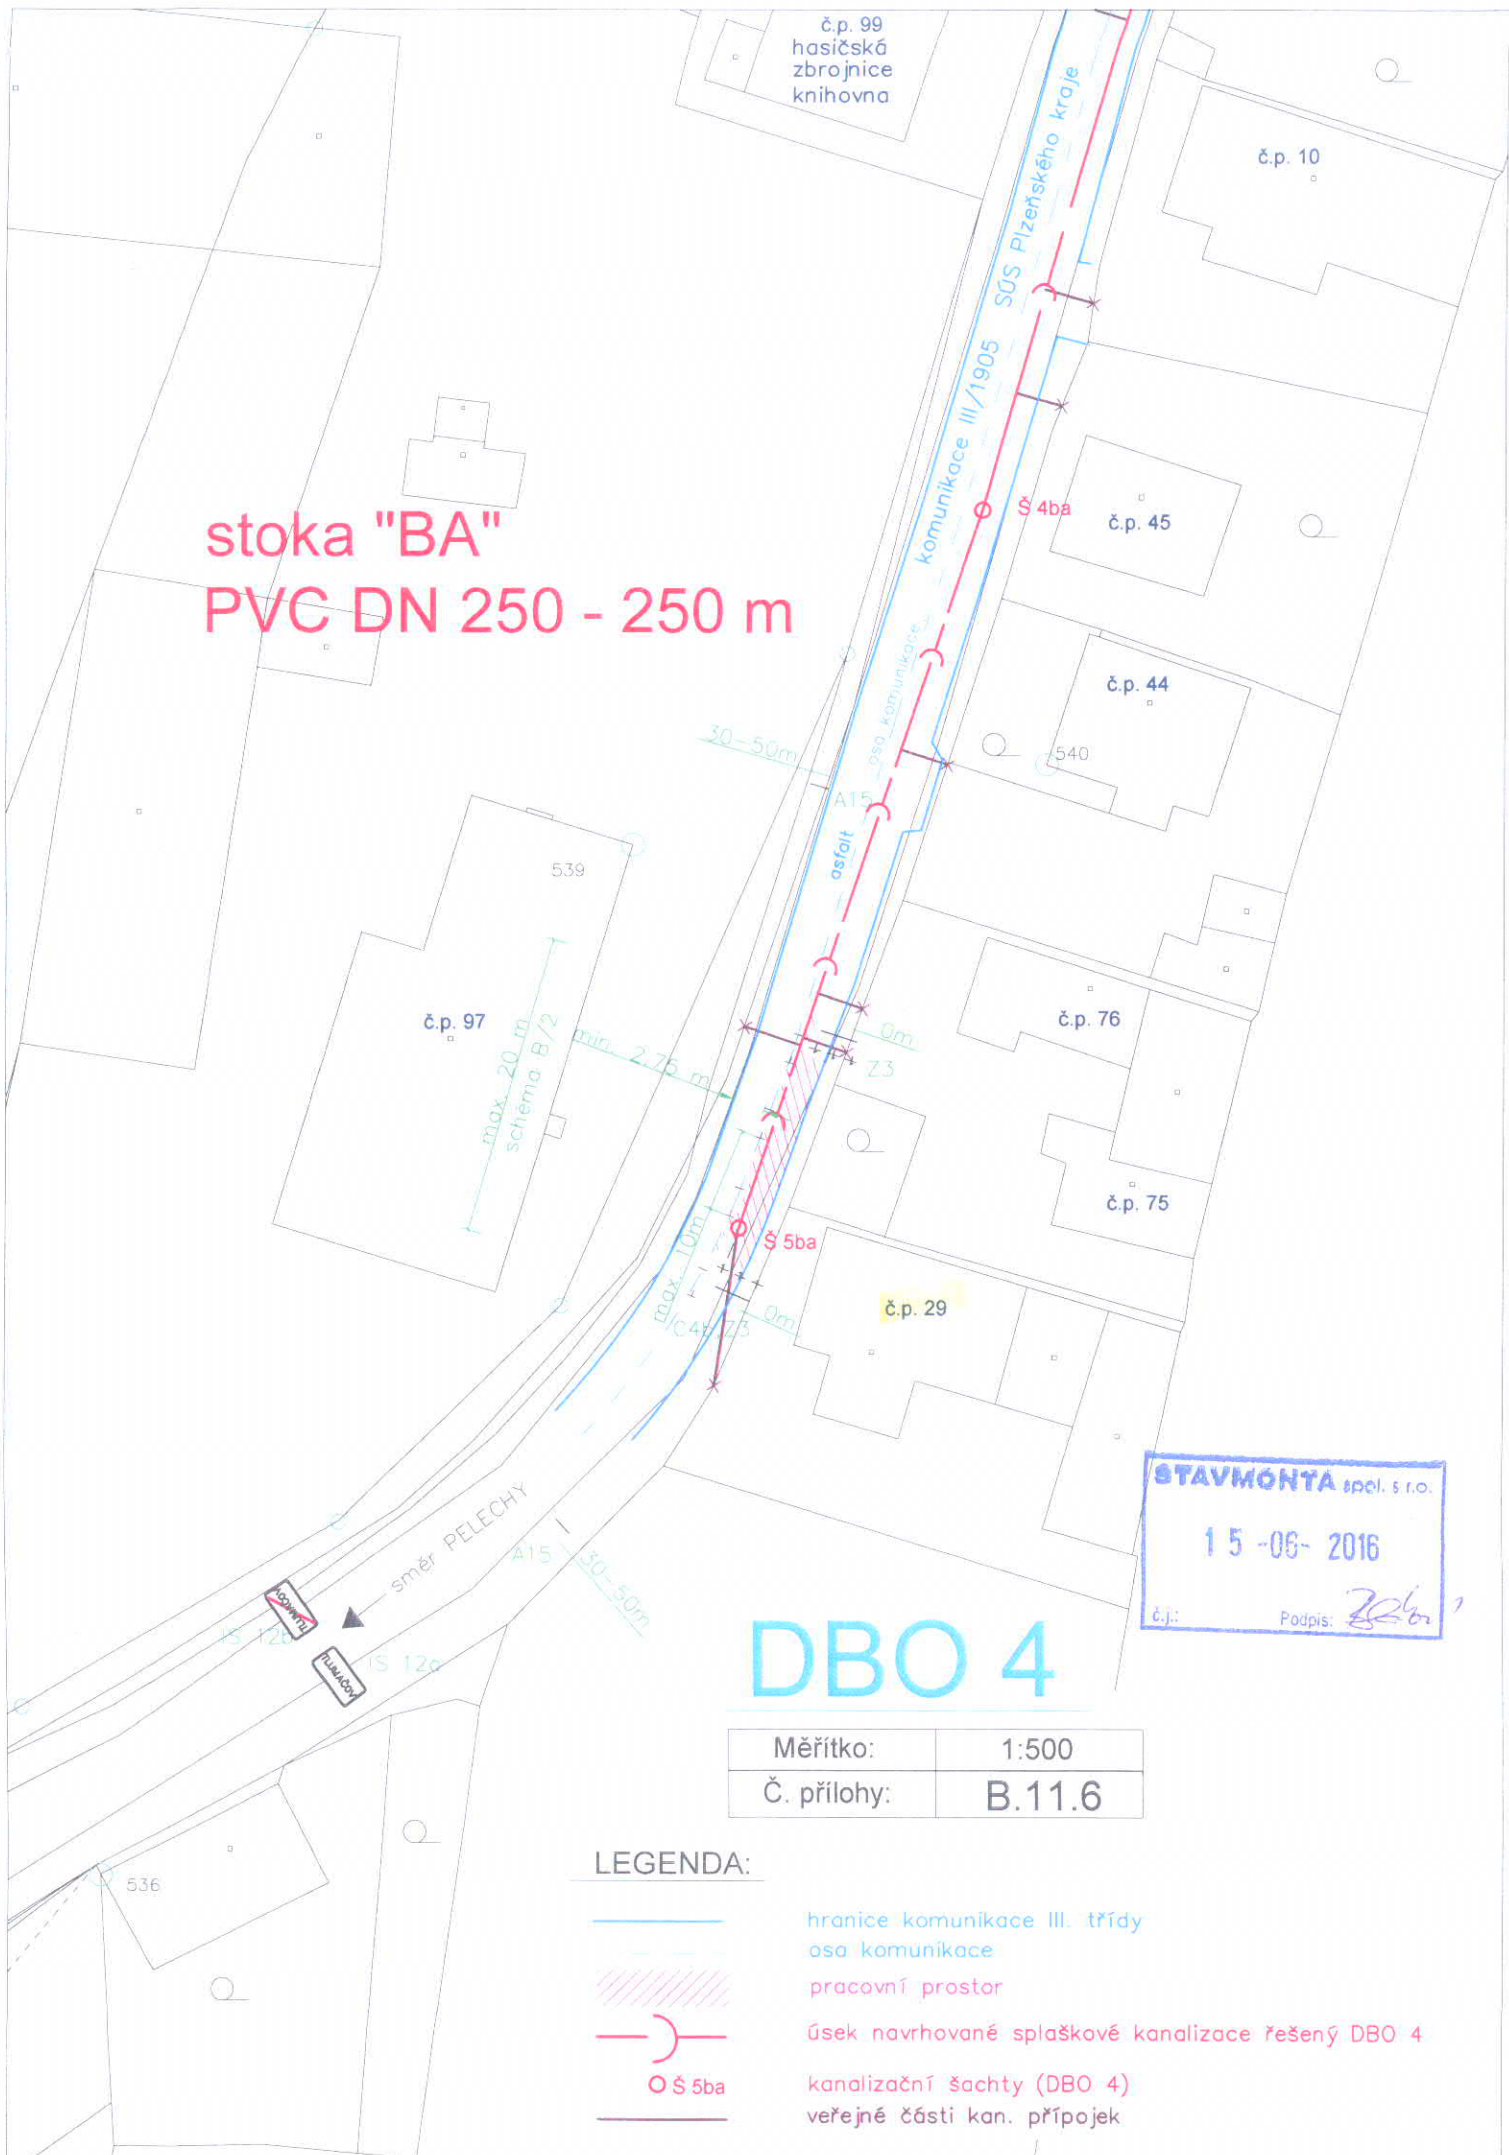 č.p. 99
hasičská
zbrojnice
knihovna
č.p. 10
komunikace III/1905 SÚS Plzeňského kraje
stoka "BA"
PVC DN 250 - 250 m
Š 4ba
č.p. 45
osa komunikace
č.p. 44
540
30-50m
A15
asfalt
539
č.p. 97
max. 20 m
schéma B/2
min. 2,75 m
0m
Z3
č.p. 76
č.p. 75
Š 5ba
max. 10m
/C4b,Z3
0m
č.p. 29
směr PELECHY
A15
30-50m
TLUMAČOV
IS 12b
TLUMAČOV
IS 12a
STAVMONTA spol. s r.o.
15 -06- 2016
č.j.: Podpis:
DBO 4
Měřítko: 1:500
Č. přílohy: B.11.6
536
LEGENDA:
hranice komunikace III. třídy
osa komunikace
pracovní prostor
úsek navrhované splaškové kanalizace řešený DBO 4
Š 5ba kanalizační šachty (DBO 4)
veřejné části kan. přípojek